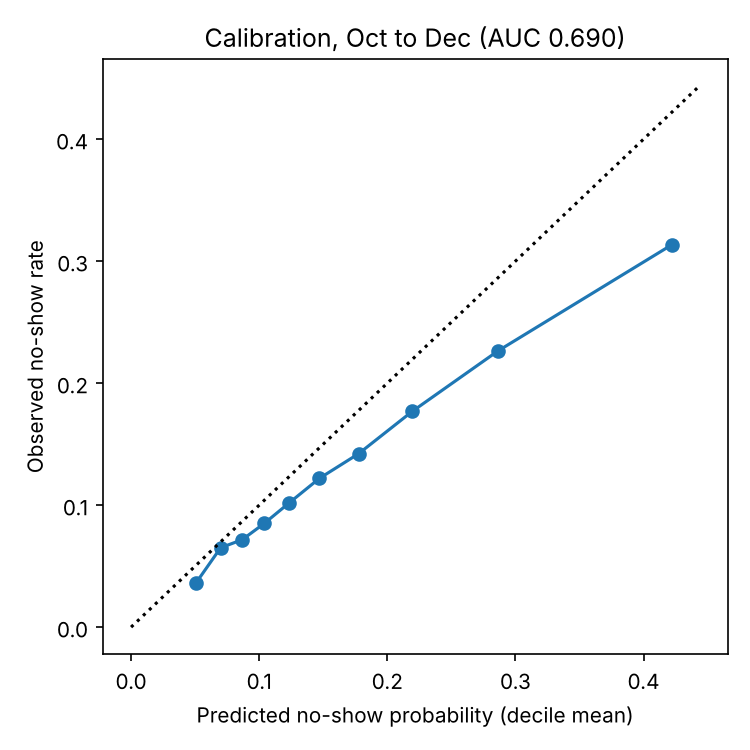 Calibration, Oct to Dec (AUC 0.690)
Observed no-show rate
0.4
0.3
0.2
0.1
0.0
0.0 0.1 0.2 0.3 0.4
Predicted no-show probability (decile mean)